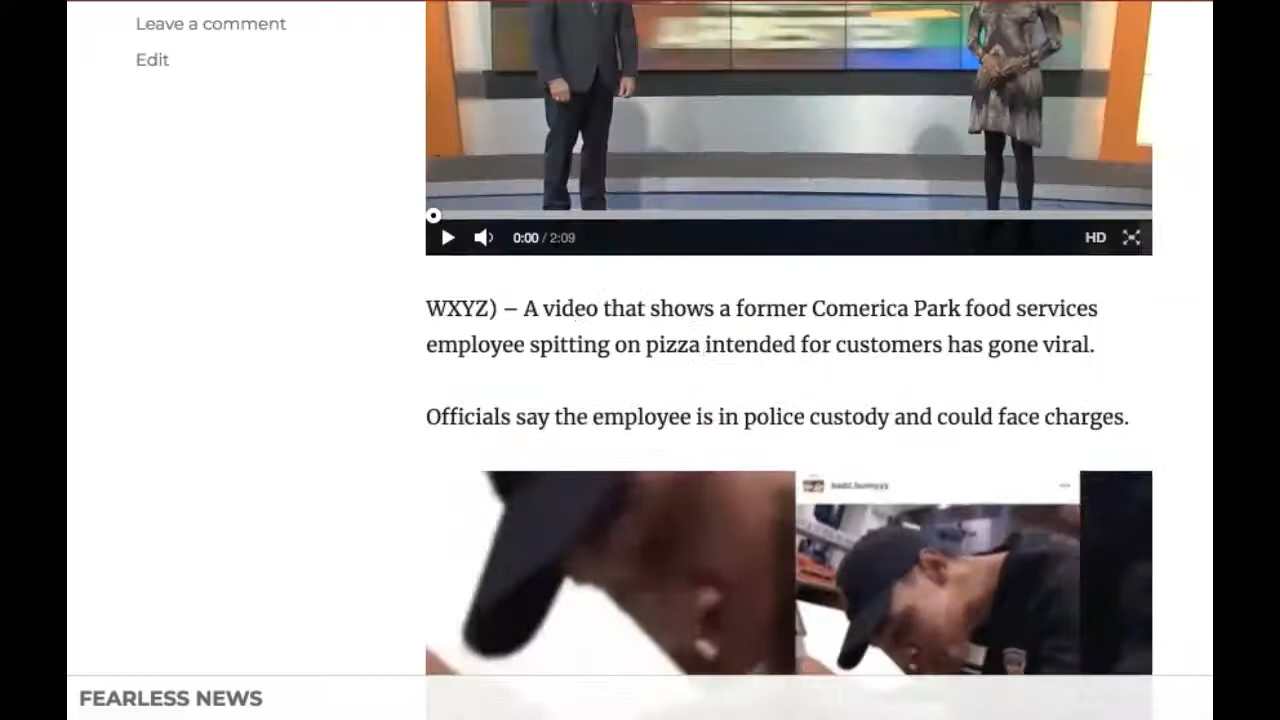 Leave a comment
Edit
0:00 / 2:09
HD
WXYZ) – A video that shows a former Comerica Park food services
employee spitting on pizza intended for customers has gone viral.
Officials say the employee is in police custody and could face charges.
FEARLESS NEWS